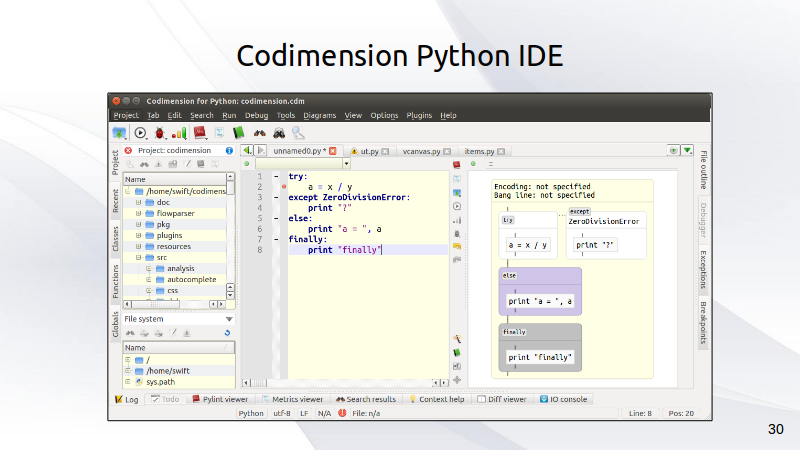 Codimension Python IDE
Codimension for Python: codimension.cdm
Project Tab Edit Search Run Debug Tools Diagrams View Options Plugins Help
Project: codimension
unnamed0.py * ut.py vcanvas.py items.py
Project
Recent
Classes
Functions
Globals
Name
/home/swift/codimens
doc
flowparser
pkg
plugins
resources
src
analysis
autocomplete
css
File system
Name
/
/home/swift
sys.path
1 try:
2 a = x / y
3 except ZeroDivisionError:
4 print "?"
5 else:
6 print "a = ", a
7 finally:
8 print "finally"
Encoding: not specified
Bang line: not specified
try
a = x / y
except
ZeroDivisionError
print "?"
else
print "a = ", a
finally
print "finally"
File outline
Debugger
Exceptions
Breakpoints
Log Todo Pylint viewer Metrics viewer Search results Context help Diff viewer IO console
Python utf-8 LF N/A File: n/a Line: 8 Pos: 20
30